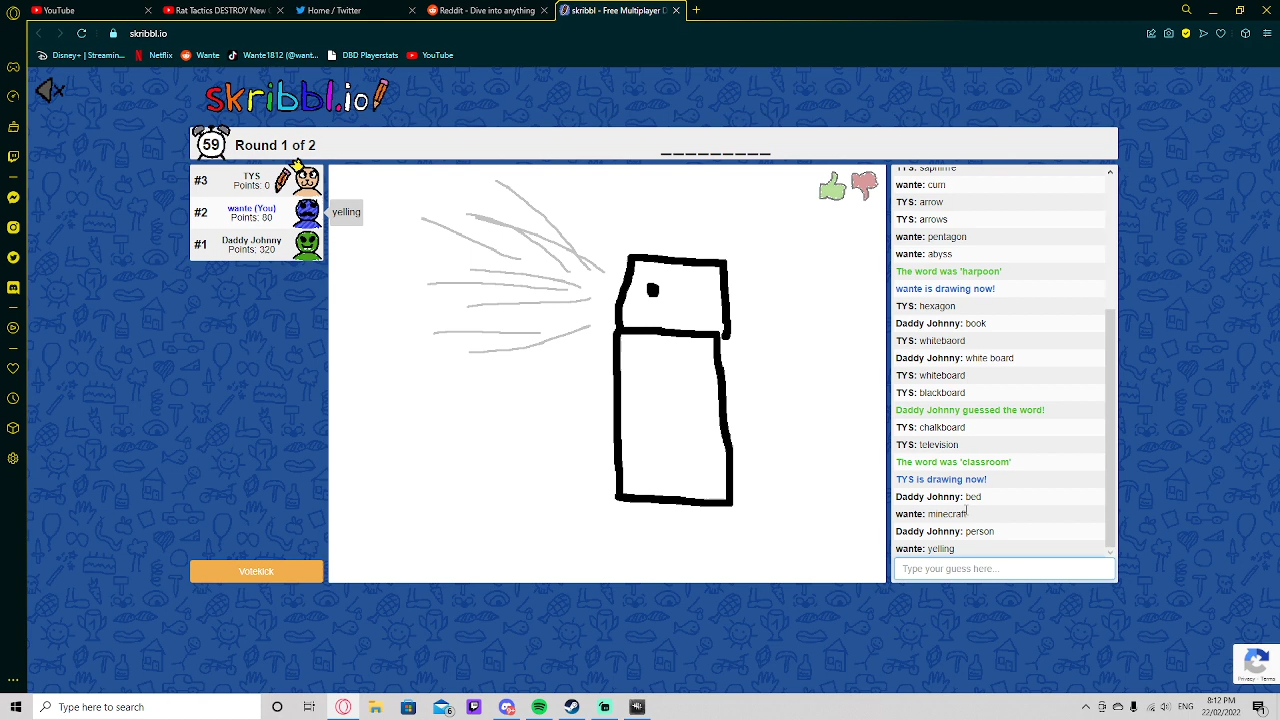 YouTube
Rat Tactics DESTROY New
Home / Twitter
Reddit - Dive into anything
skribbl - Free Multiplayer D
skribbl.io
Disney+ | Streamin...
Netflix
Wante
Wante1812 (@want...
DBD Playerstats
YouTube
skribbl.io
59
Round 1 of 2
_ _ _ _ _ _ _ _ _
#3
TYS
Points: 0
#2
wante (You)
Points: 80
yelling
#1
Daddy Johnny
Points: 320
Votekick
TYS: sapphire
wante: cum
TYS: arrow
TYS: arrows
wante: pentagon
wante: abyss
The word was 'harpoon'
wante is drawing now!
TYS: hexagon
Daddy Johnny: book
TYS: whitebaord
Daddy Johnny: white board
TYS: whiteboard
TYS: blackboard
Daddy Johnny guessed the word!
TYS: chalkboard
TYS: television
The word was 'classroom'
TYS is drawing now!
Daddy Johnny: bed
wante: minecraft
Daddy Johnny: person
wante: yelling
Type your guess here...
Privacy - Terms
Type here to search
ENG
8:12 PM
22/02/2022